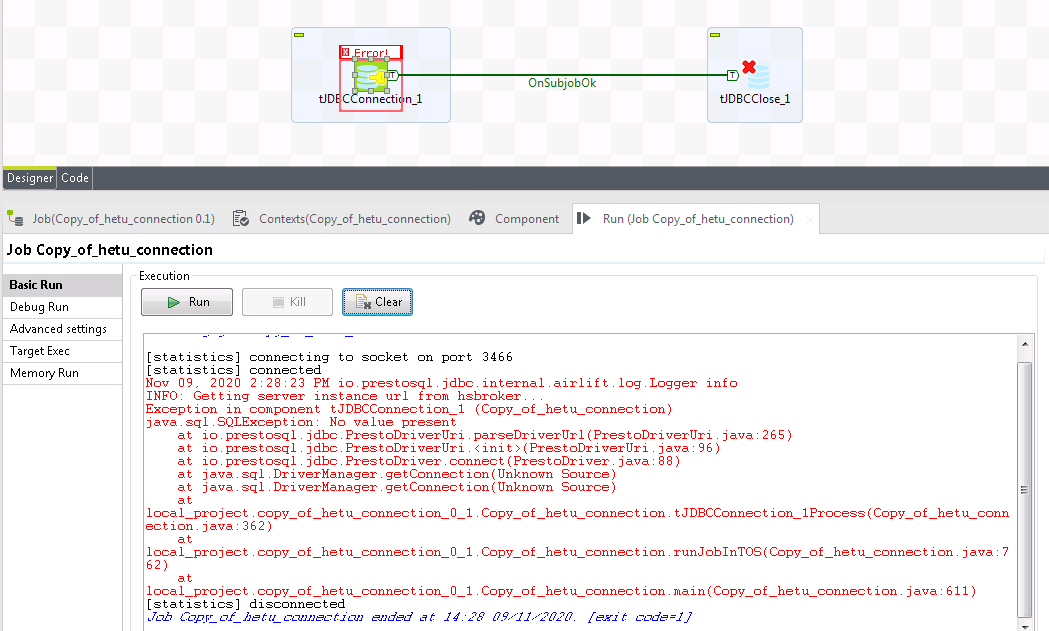 Error!
tJDBCConnection_1
OnSubjobOk
tJDBCClose_1
Designer
Code
Job(Copy_of_hetu_connection 0.1)
Contexts(Copy_of_hetu_connection)
Component
Run (Job Copy_of_hetu_connection)
Job Copy_of_hetu_connection
Basic Run
Debug Run
Advanced settings
Target Exec
Memory Run
Execution
Run
Kill
Clear
[statistics] connecting to socket on port 3466
[statistics] connected
Nov 09, 2020 2:28:23 PM io.prestosql.jdbc.internal.airlift.log.Logger info
INFO: Getting server instance url from hsbroker...
Exception in component tJDBCConnection_1 (Copy_of_hetu_connection)
java.sql.SQLException: No value present
at io.prestosql.jdbc.PrestoDriverUri.parseDriverUrl(PrestoDriverUri.java:265)
at io.prestosql.jdbc.PrestoDriverUri.<init>(PrestoDriverUri.java:96)
at io.prestosql.jdbc.PrestoDriver.connect(PrestoDriver.java:88)
at java.sql.DriverManager.getConnection(Unknown Source)
at java.sql.DriverManager.getConnection(Unknown Source)
at
local_project.copy_of_hetu_connection_0_1.Copy_of_hetu_connection.tJDBCConnection_1Process(Copy_of_hetu_conn
ection.java:362)
at
local_project.copy_of_hetu_connection_0_1.Copy_of_hetu_connection.runJobInTOS(Copy_of_hetu_connection.java:7
62)
at
local_project.copy_of_hetu_connection_0_1.Copy_of_hetu_connection.main(Copy_of_hetu_connection.java:611)
[statistics] disconnected
Job Copy_of_hetu_connection ended at 14:28 09/11/2020. [exit code=1]